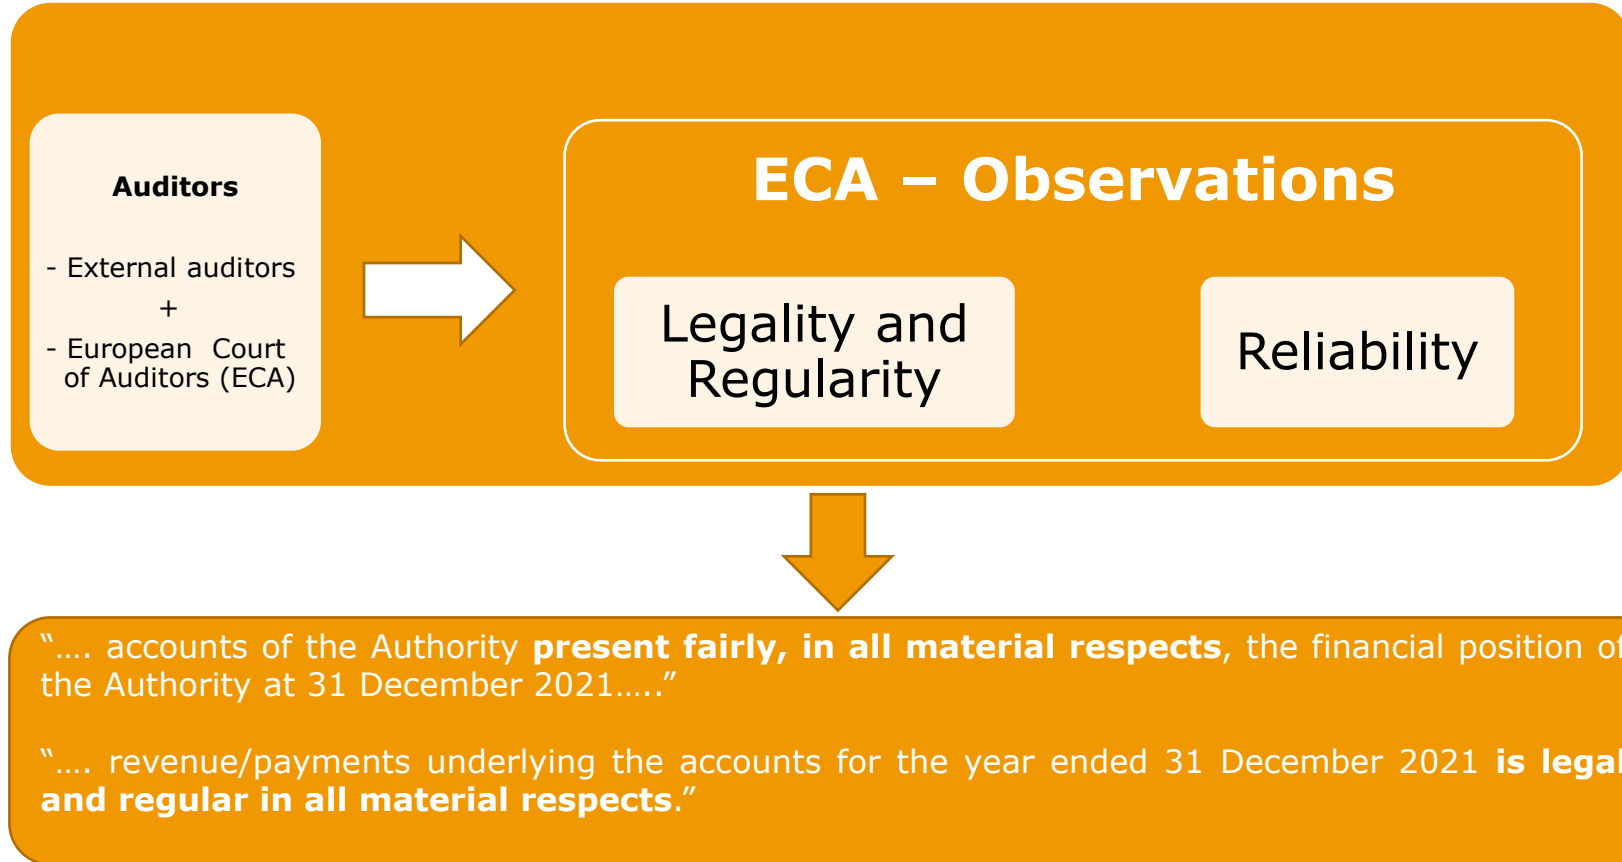 Auditors
- External auditors
+
- European Court
of Auditors (ECA)
ECA – Observations
Legality and
Regularity
Reliability
“…. accounts of the Authority present fairly, in all material respects, the financial position of
the Authority at 31 December 2021…..”
“…. revenue/payments underlying the accounts for the year ended 31 December 2021 is legal
and regular in all material respects.”